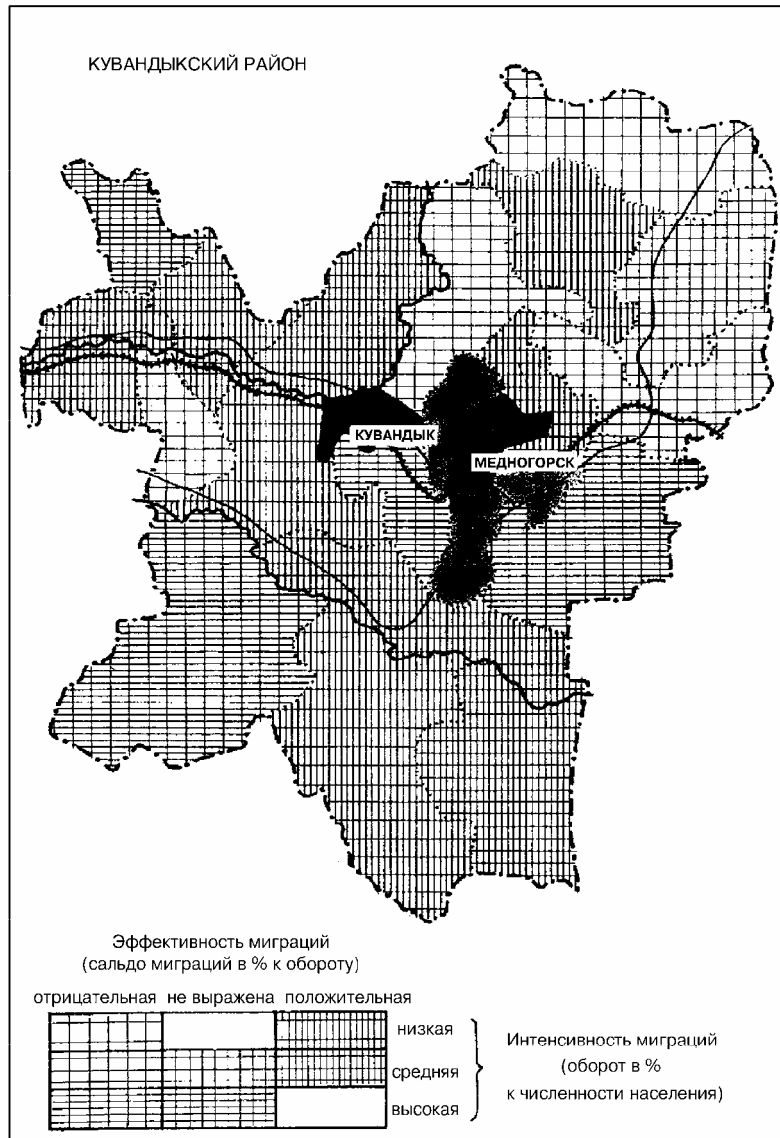 КУВАНДЫКСКИЙ РАЙОН
КУВАНДЫК
МЕДНОГОРСК
Эффективность миграций
(сальдо миграций в % к обороту)
отрицательная не выражена положительная
низкая
средняя
высокая
Интенсивность миграций
(оборот в %
к численности населения)